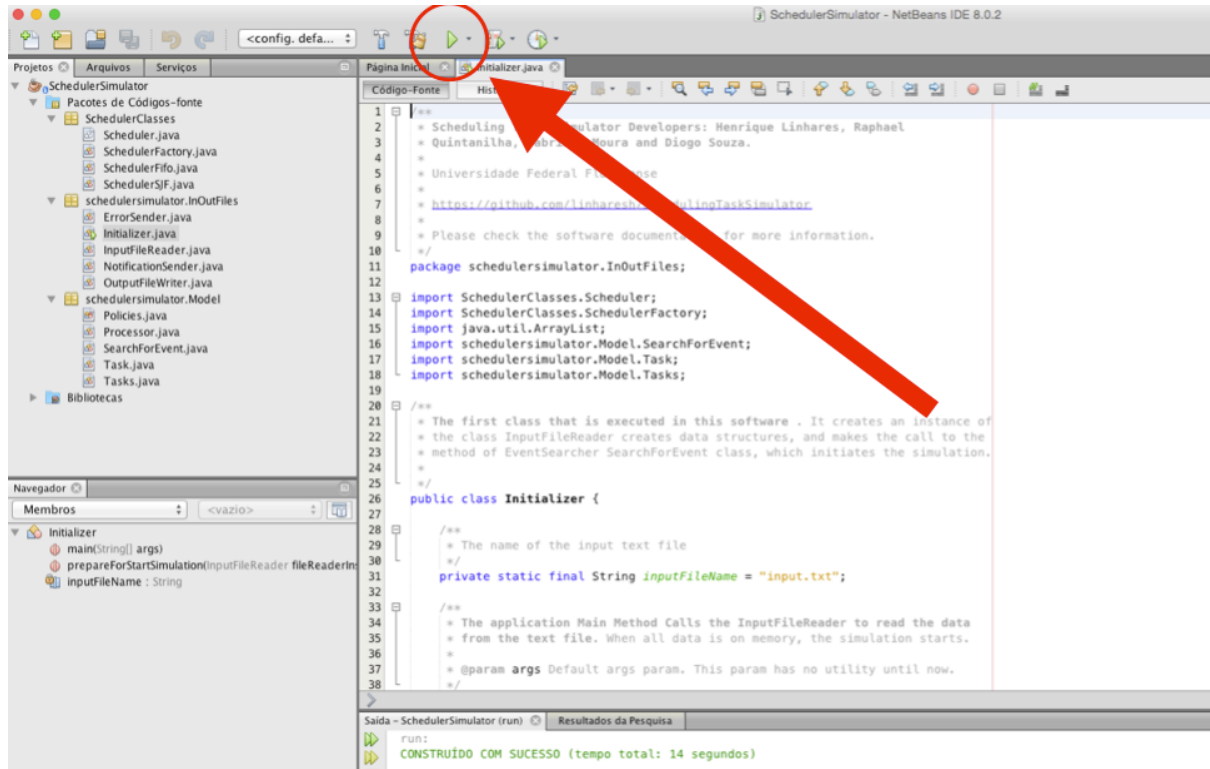 SchedulerSimulator - NetBeans IDE 8.0.2
<config. defa...
Projetos
Arquivos
Serviços
SchedulerSimulator
Pacotes de Códigos-fonte
SchedulerClasses
Scheduler.java
SchedulerFactory.java
SchedulerFifo.java
SchedulerSJF.java
schedulersimulator.InOutFiles
ErrorSender.java
Initializer.java
InputFileReader.java
NotificationSender.java
OutputFileWriter.java
schedulersimulator.Model
Policies.java
Processor.java
SearchForEvent.java
Task.java
Tasks.java
Bibliotecas
Navegador
Membros
<vazio>
Initializer
main(String[] args)
prepareForStartSimulation(InputFileReader fileReaderIn
inputFileName : String
Página Inicial
Initializer.java
Código-Fonte
1 /**
2 * Scheduling Developers: Henrique Linhares, Raphael
3 * Quintanilha, Moura and Diogo Souza.
4 *
5 * Universidade Federal
6 *
7 * https://github.com/linharesh
8 *
9 * Please check the software for more information.
10 */
11 package schedulersimulator.InOutFiles;
12
13 import SchedulerClasses.Scheduler;
14 import SchedulerClasses.SchedulerFactory;
15 import java.util.ArrayList;
16 import schedulersimulator.Model.SearchForEvent;
17 import schedulersimulator.Model.Task;
18 import schedulersimulator.Model.Tasks;
19
20 /**
21 * The first class that is executed in this software . It creates an instance of
22 * the class InputFileReader creates data structures, and makes the call to the
23 * method of EventSearcher SearchForEvent class, which initiates the simulation.
24 *
25 */
26 public class Initializer {
27
28 /**
29 * The name of the input text file
30 */
31 private static final String inputFileName = "input.txt";
32
33 /**
34 * The application Main Method Calls the InputFileReader to read the data
35 * from the text file. When all data is on memory, the simulation starts.
36 *
37 * @param args Default args param. This param has no utility until now.
38 */
Saída - SchedulerSimulator (run)
Resultados da Pesquisa
run:
CONSTRUÍDO COM SUCESSO (tempo total: 14 segundos)